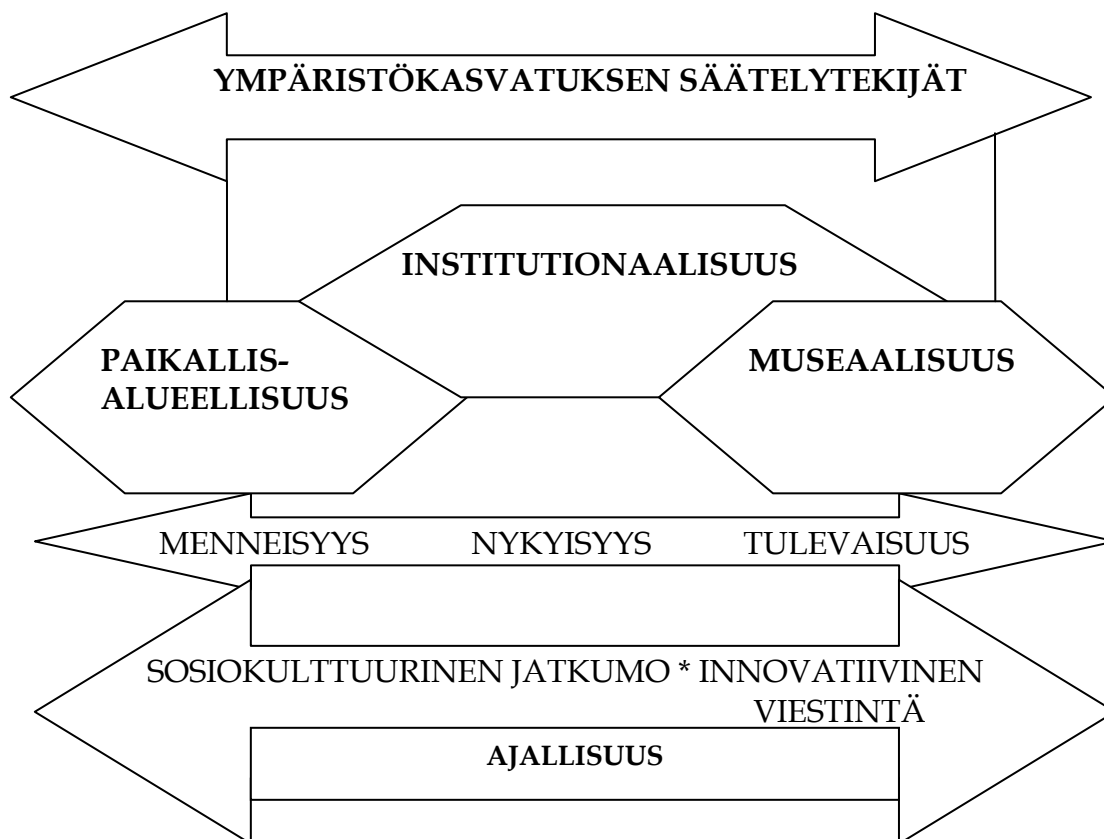 YMPÄRISTÖKASVATUKSEN SÄÄTELYTEKIJÄT
INSTITUTIONAALISUUS
PAIKALLIS-
ALUEELLISUUS
MUSEAALISUUS
MENNEISYYS NYKYISYYS TULEVAISUUS
SOSIOKULTTUURINEN JATKUMO * INNOVATIIVINEN
VIESTINTÄ
AJALLISUUS